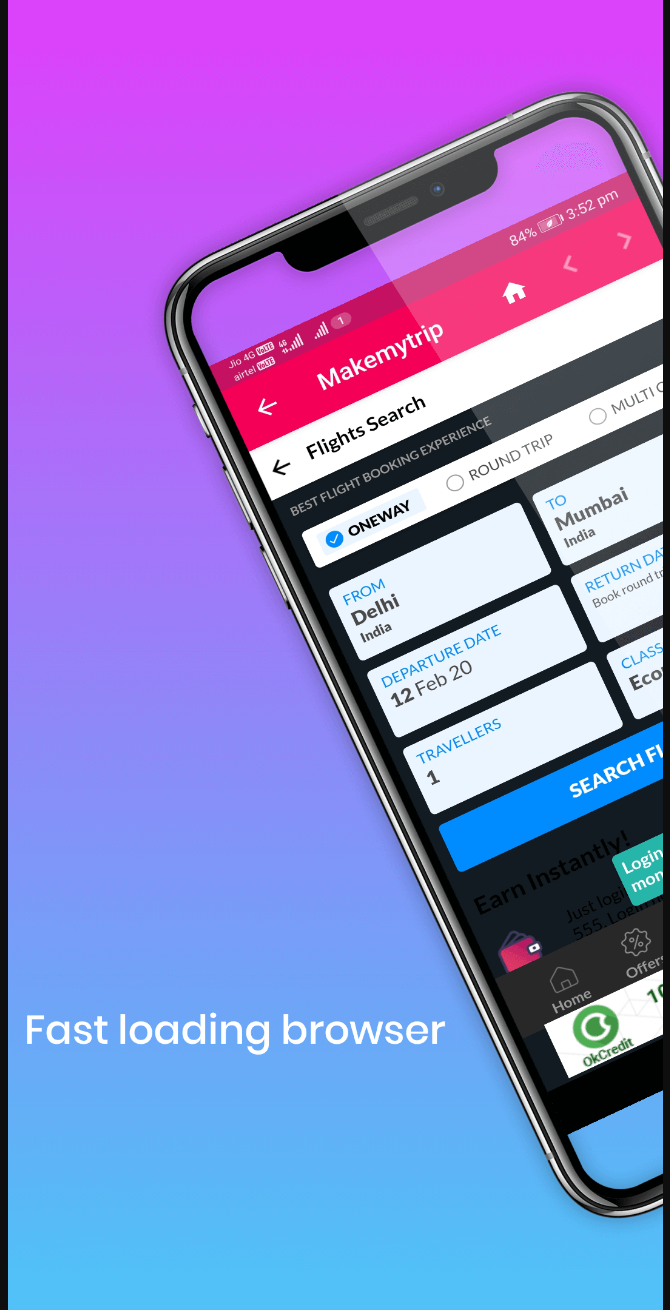 84% 3:52 pm
Jio 4G VoLTE 4G
airtel VoLTE
1
Makemytrip
Flights Search
BEST FLIGHT BOOKING EXPERIENCE
ONEWAY
ROUND TRIP
MULTI C
FROM
Delhi
India
TO
Mumbai
India
DEPARTURE DATE
12 Feb 20
RETURN DA
Book round tr
TRAVELLERS
1
CLASS
Eco
SEARCH F
Earn Instantly!
Just logi
555. Login
Login
mon
Home
Offers
OkCredit
10
Fast loading browser